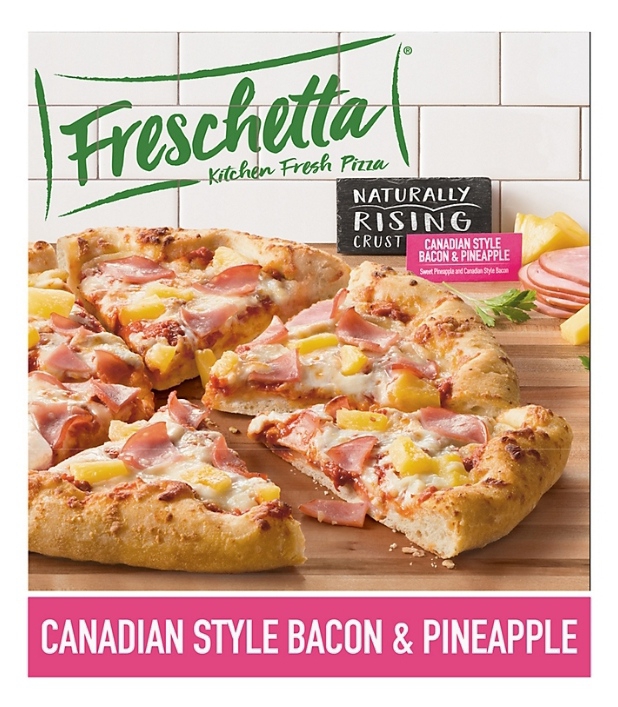 Freschetta®
Kitchen Fresh Pizza
NATURALLY
RISING
CRUST
CANADIAN STYLE
BACON & PINEAPPLE
Sweet Pineapple and Canadian Style Bacon
CANADIAN STYLE BACON & PINEAPPLE